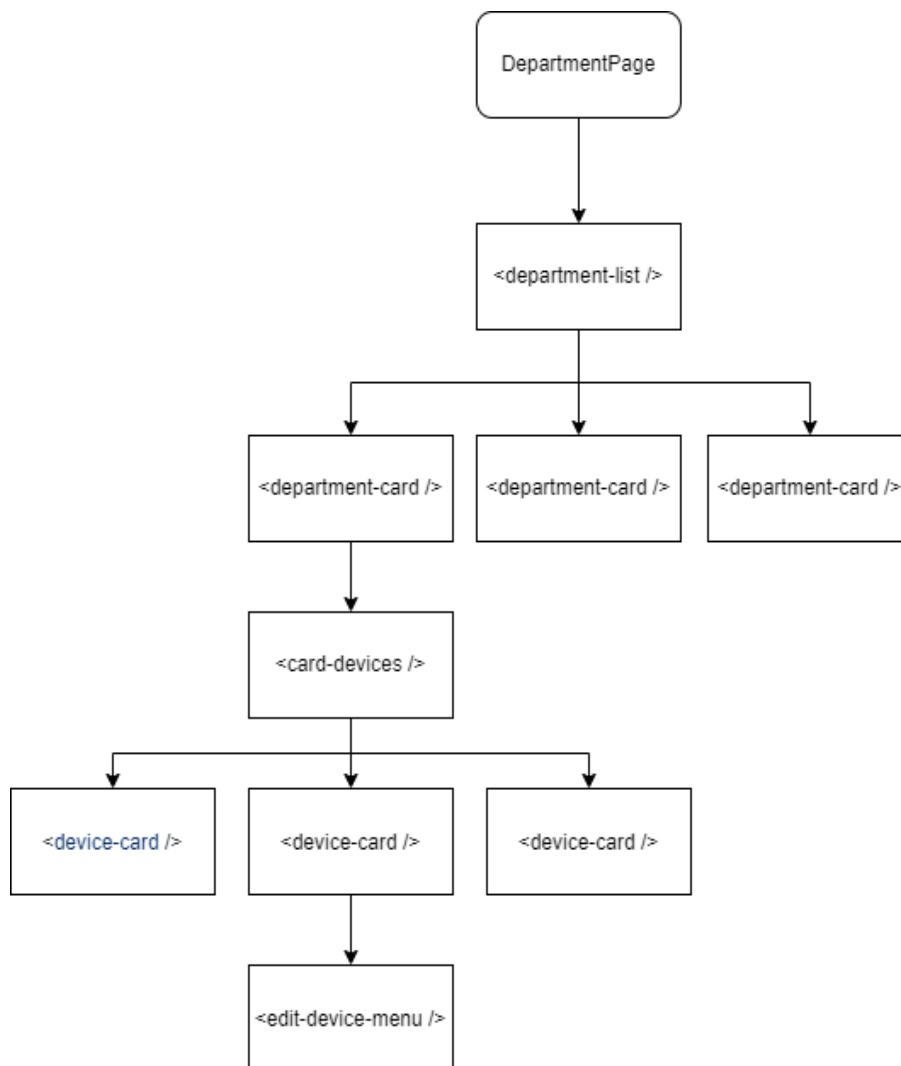 DepartmentPage
<department-list />
<department-card />
<department-card />
<department-card />
<card-devices />
<device-card />
<device-card />
<device-card />
<edit-device-menu />